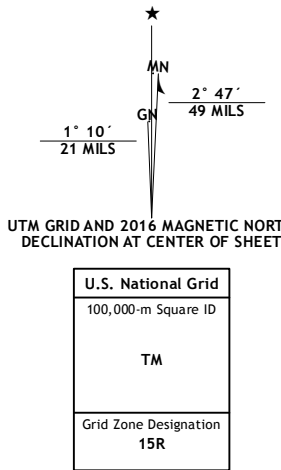 MN
GN
2° 47´
49 MILS
1° 10´
21 MILS
UTM GRID AND 2016 MAGNETIC NORT
DECLINATION AT CENTER OF SHEET
U.S. National Grid
100,000-m Square ID
TM
Grid Zone Designation
15R